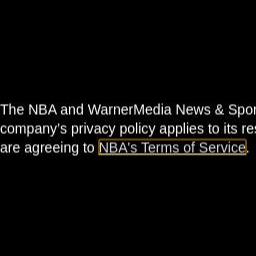 The NBA and WarnerMedia News & Spor
company's privacy policy applies to its res
are agreeing to NBA's Terms of Service.